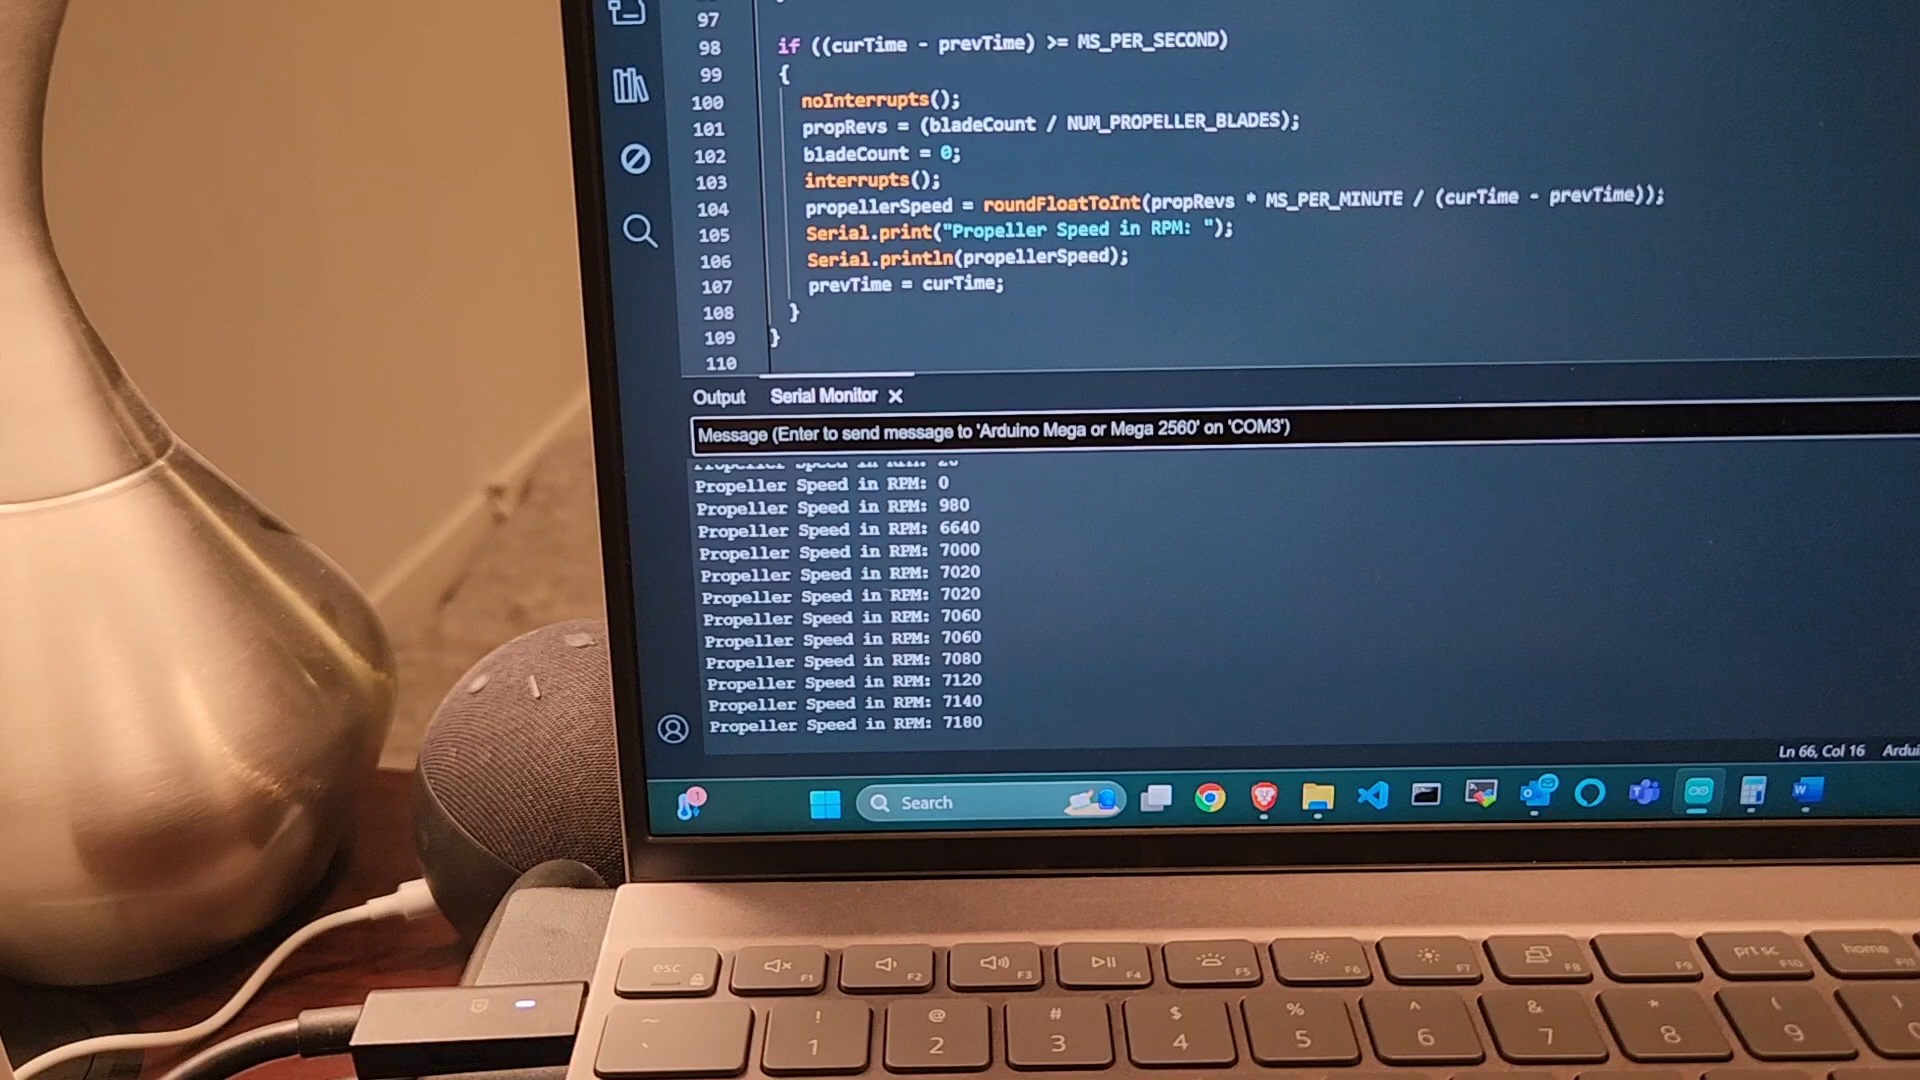 97
98 if ((curTime - prevTime) >= MS_PER_SECOND)
99 {
100 noInterrupts();
101 propRevs = (bladeCount / NUM_PROPELLER_BLADES);
102 bladeCount = 0;
103 interrupts();
104 propellerSpeed = roundFloatToInt(propRevs * MS_PER_MINUTE / (curTime - prevTime));
105 Serial.print("Propeller Speed in RPM: ");
106 Serial.println(propellerSpeed);
107 prevTime = curTime;
108 }
109 }
110
Output Serial Monitor
Message (Enter to send message to 'Arduino Mega or Mega 2560' on 'COM3')
Propeller Speed in RPM: 0
Propeller Speed in RPM: 980
Propeller Speed in RPM: 6640
Propeller Speed in RPM: 7000
Propeller Speed in RPM: 7020
Propeller Speed in RPM: 7020
Propeller Speed in RPM: 7060
Propeller Speed in RPM: 7060
Propeller Speed in RPM: 7080
Propeller Speed in RPM: 7120
Propeller Speed in RPM: 7140
Propeller Speed in RPM: 7180
Ln 66, Col 16
1 Search
esc F1 F2 F3 F4 F5 F6 F7 F8 F9 prt sc F10 home
~ ! @ # $ % ^ & * (
` 1 2 3 4 5 6 7 8 9